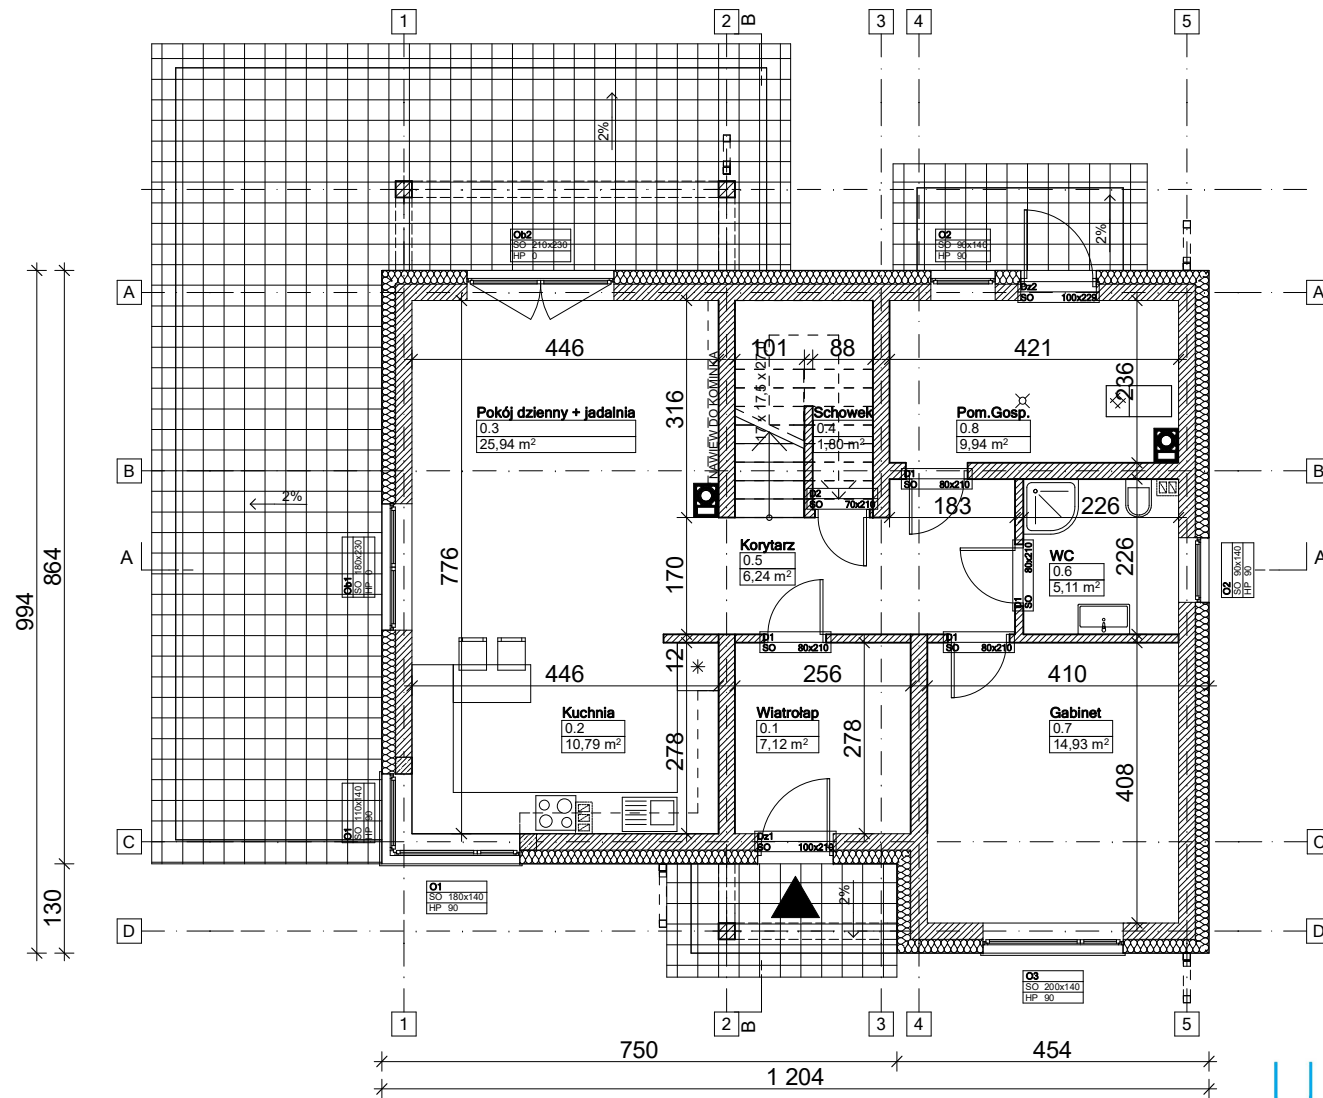 1
2
B
3
4
5
2%
2%
Ob2
SO 210x230
HP 0
O2
SO 90x140
HP 90
Dz2
SO 100x229
A
A
446
101
88
421
236
316
NAWIEW DO KOMINKA
17 x 17,5 x 27
Pokój dzienny + jadalnia
0.3
25,94 m²
Schowek
0.4
1,80 m²
Pom.Gosp.
0.8
9,94 m²
B
B
D2
SO 70x210
D1
SO 80x210
2%
183
226
A
A
864
994
Ob1
SO 180x230
HP 0
776
170
Korytarz
0.5
6,24 m²
D1
SO 80x210
WC
0.6
5,11 m²
226
O2
SO 90x140
HP 90
D1
SO 80x210
D1
SO 80x210
446
12
256
410
Kuchnia
0.2
10,79 m²
Wiatrołap
0.1
7,12 m²
Gabinet
0.7
14,93 m²
278
278
408
O1
SO 110x140
HP 90
C
C
Dz1
SO 100x210
130
O1
SO 180x140
HP 90
2%
D
D
O3
SO 200x140
HP 90
1
2
B
3
4
5
750
454
1 204